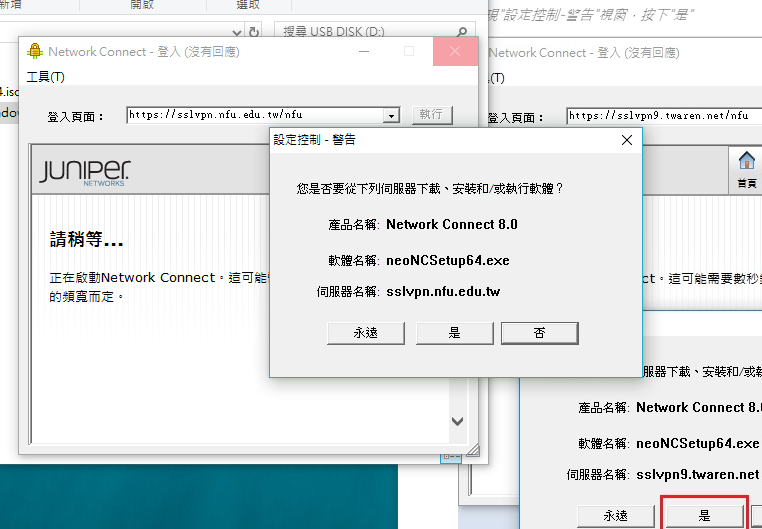 新增
開啟
選取
搜尋 USB DISK (D:)
現"設定控制-警告"視窗，按下"是"
Network Connect - 登入 (沒有回應)
工具(T)
登入頁面：
https://sslvpn.nfu.edu.tw/nfu
執行
Juniper
NETWORKS
請稍等...
正在啟動Network Connect。這可能
的頻寬而定。
設定控制 - 警告
您是否要從下列伺服器下載、安裝和/或執行軟體？
產品名稱: Network Connect 8.0
軟體名稱: neoNCSetup64.exe
伺服器名稱: sslvpn.nfu.edu.tw
永遠
是
否
Network Connect - 登入 (沒有回應)
(T)
登入頁面：
https://sslvpn9.twaren.net/nfu
首頁
ct。這可能需要數秒
服器下載、安裝和/或執
產品名稱: Network Connect 8.0
軟體名稱: neoNCSetup64.exe
伺服器名稱: sslvpn9.twaren.net
永遠
是